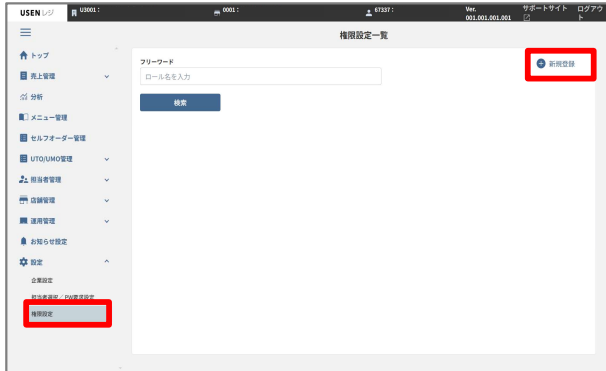 USEN レジ U3001： 0001： 67337： Ver. 001.001.001.001 サポートサイト ログアウト
権限設定一覧
トップ
売上管理
分析
メニュー管理
セルフオーダー管理
UTO/UMO管理
担当者管理
店舗管理
運用管理
お知らせ設定
設定
企業設定
担当者選択／PW要求設定
権限設定
フリーワード
ロール名を入力
検索
新規登録